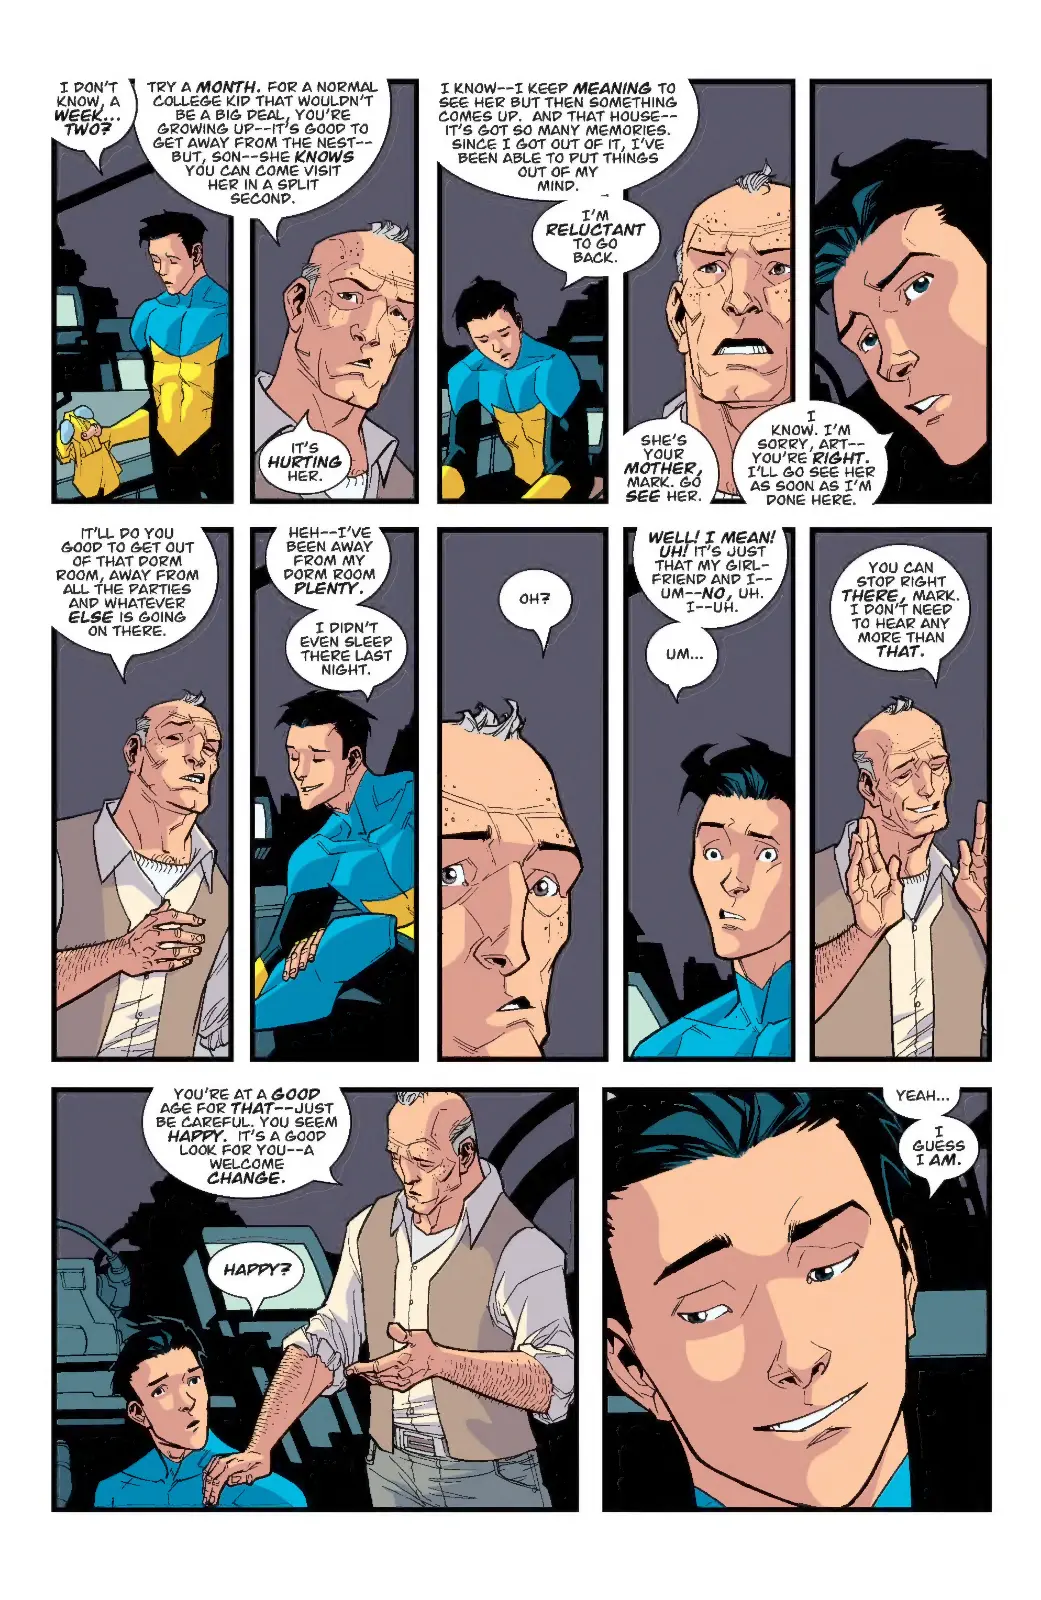 I DON'T
KNOW, A
WEEK...
TWO?
TRY A MONTH. FOR A NORMAL
COLLEGE KID THAT WOULDN'T
BE A BIG DEAL, YOU'RE
GROWING UP--IT'S GOOD TO
GET AWAY FROM THE NEST--
BUT, SON--SHE KNOWS
YOU CAN COME VISIT
HER IN A SPLIT
SECOND.
IT'S
HURTING
HER.
I KNOW--I KEEP MEANING TO
SEE HER BUT THEN SOMETHING
COMES UP. AND THAT HOUSE--
IT'S GOT SO MANY MEMORIES.
SINCE I GOT OUT OF IT, I'VE
BEEN ABLE TO PUT THINGS
OUT OF MY
MIND.
I'M
RELUCTANT
TO GO
BACK.
SHE'S
YOUR
MOTHER,
MARK. GO
SEE HER.
I
KNOW. I'M
SORRY, ART--
YOU'RE RIGHT.
I'LL GO SEE HER
AS SOON AS I'M
DONE HERE.
IT'LL DO YOU
GOOD TO GET OUT
OF THAT DORM
ROOM, AWAY FROM
ALL THE PARTIES
AND WHATEVER
ELSE IS GOING
ON THERE.
HEH--I'VE
BEEN AWAY
FROM MY
DORM ROOM
PLENTY.
I DIDN'T
EVEN SLEEP
THERE LAST
NIGHT.
OH?
WELL! I MEAN!
UH! IT'S JUST
THAT MY GIRL-
FRIEND AND I--
UM--NO, UH.
I--UH.
UM...
YOU CAN
STOP RIGHT
THERE, MARK.
I DON'T NEED
TO HEAR ANY
MORE THAN
THAT.
YOU'RE AT A GOOD
AGE FOR THAT--JUST
BE CAREFUL. YOU SEEM
HAPPY. IT'S A GOOD
LOOK FOR YOU--A
WELCOME
CHANGE.
HAPPY?
YEAH...
I
GUESS
I AM.